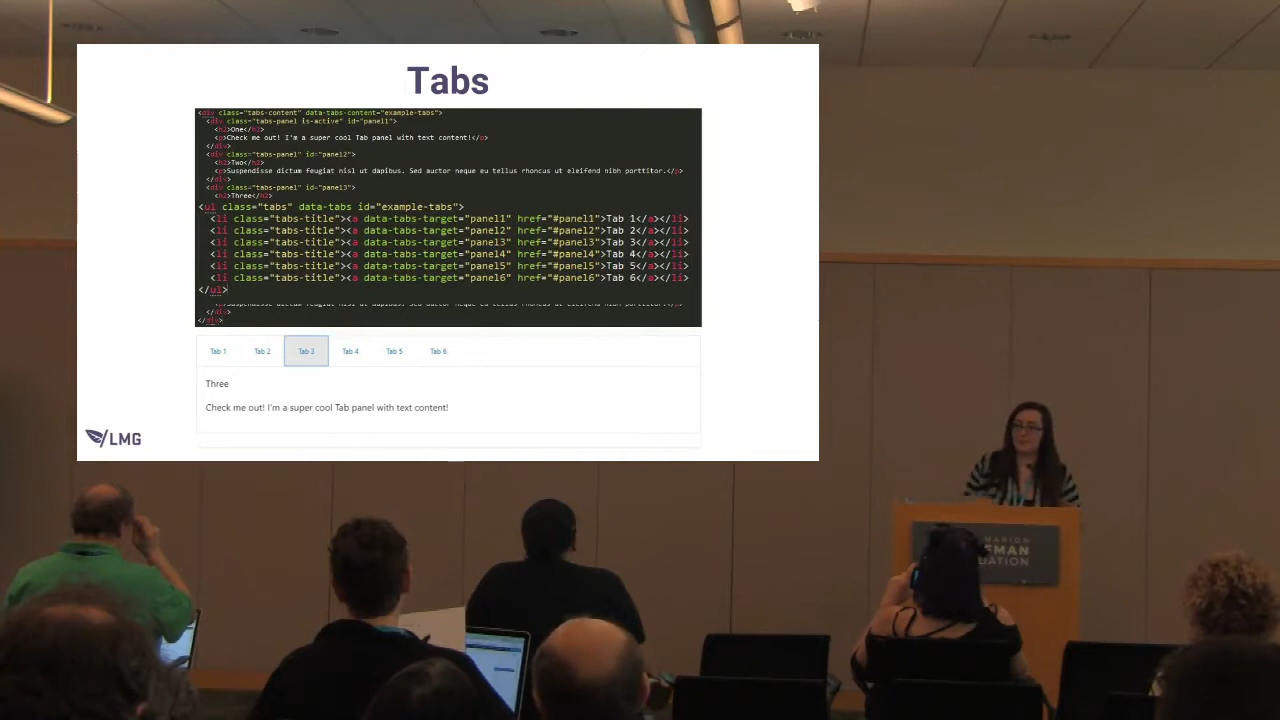 Tabs
<div class="tabs-content" data-tabs-content="example-tabs">
<div class="tabs-panel is-active" id="panel1">
<h2>One</h2>
<p>Check me out! I'm a super cool Tab panel with text content!</p>
</div>
<div class="tabs-panel" id="panel2">
<h2>Two</h2>
<p>Suspendisse dictum feugiat nisl ut dapibus. Sed auctor neque eu tellus rhoncus ut eleifend nibh porttitor.</p>
</div>
<div class="tabs-panel" id="panel3">
<h2>Three</h2>
<ul class="tabs" data-tabs id="example-tabs">
<li class="tabs-title"><a data-tabs-target="panel1" href="#panel1">Tab 1</a></li>
<li class="tabs-title"><a data-tabs-target="panel2" href="#panel2">Tab 2</a></li>
<li class="tabs-title"><a data-tabs-target="panel3" href="#panel3">Tab 3</a></li>
<li class="tabs-title"><a data-tabs-target="panel4" href="#panel4">Tab 4</a></li>
<li class="tabs-title"><a data-tabs-target="panel5" href="#panel5">Tab 5</a></li>
<li class="tabs-title"><a data-tabs-target="panel6" href="#panel6">Tab 6</a></li>
</ul>
</div>
</div>
Tab 1 Tab 2 Tab 3 Tab 4 Tab 5 Tab 6
Three
Check me out! I'm a super cool Tab panel with text content!
LMG
MARION